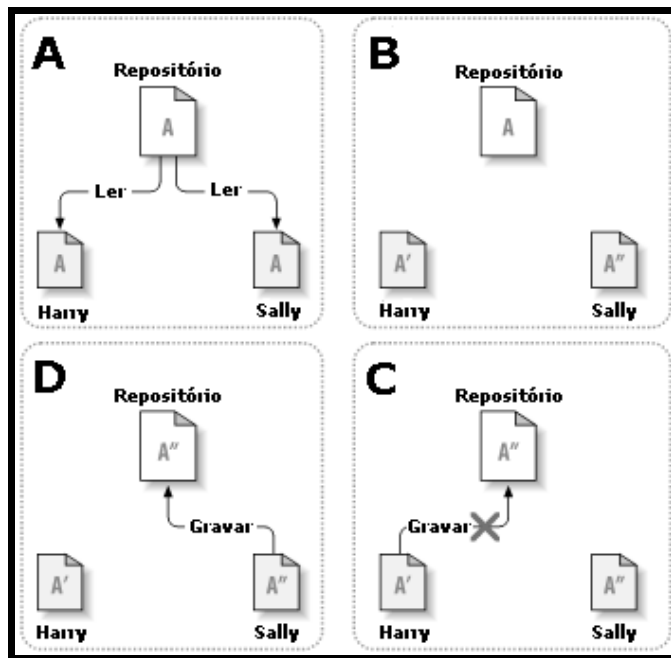 A
Repositório
A
Ler
Ler
A
A
Harry
Sally
B
Repositório
A
A'
A"
Harry
Sally
D
Repositório
A"
Gravar
A'
A"
Harry
Sally
C
Repositório
A"
Gravar
A'
A"
Harry
Sally